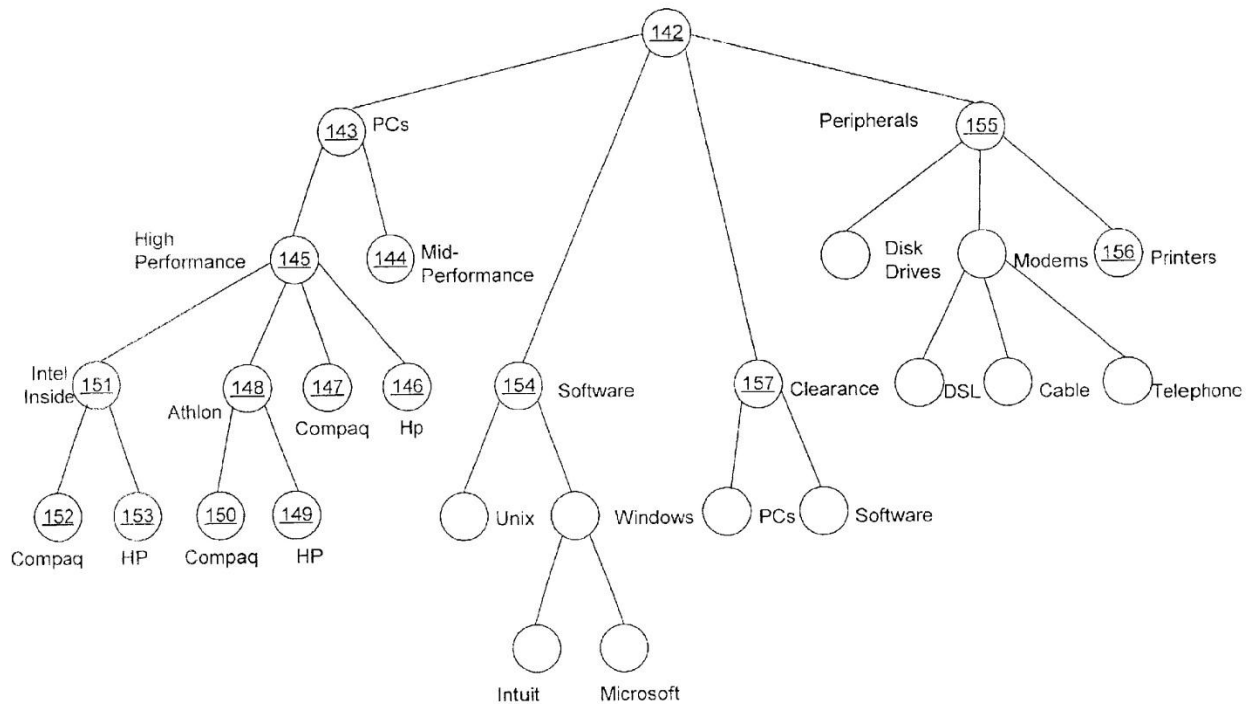 142
143 PCs
Peripherals 155
High
Performance 145
144 Mid-
Performance
Disk
Drives
Modems
156 Printers
Intel
Inside 151
Athlon 148
147
Compaq
146
Hp
154 Software
157 Clearance
DSL
Cable
Telephone
152
Compaq
153
HP
150
Compaq
149
HP
Unix
Windows
PCs
Software
Intuit
Microsoft